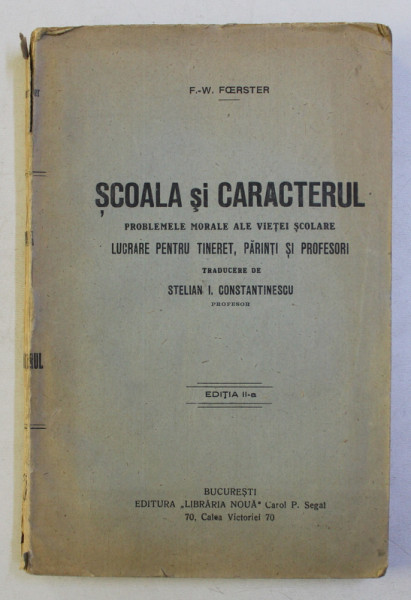 F.-W. FŒRSTER
ȘCOALA și CARACTERUL
PROBLEMELE MORALE ALE VIEȚEI ȘCOLARE
LUCRARE PENTRU TINERET, PĂRINȚI ȘI PROFESORI
TRADUCERE DE
STELIAN I. CONSTANTINESCU
PROFESOR
EDIȚIA II-a
BUCUREȘTI
EDITURA „LIBRĂRIA NOUĂ" Carol P. Segal
70, Calea Victoriei 70